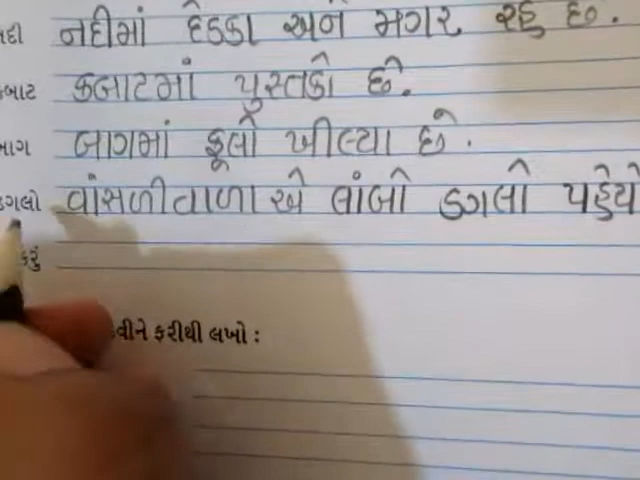 નદીમાં દેડકા અને મગર રહે છે.
કબાટમાં પુસ્તકો છે.
બાગમાં ફૂલો ખીલ્યા છે.
વાંસળીવાળા એ લાંબો ડગલો પહેર્યો
ફરીથી લખો :